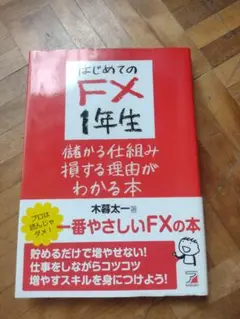 はじめての
FX
1年生
儲かる仕組み
損する理由が
わかる本
木暮太一 著
プロは
読んじゃ
ダメ!
一番やさしいFXの本
貯めるだけで増やせない!
仕事をしながらコツコツ
増やすスキルを身につけよう!